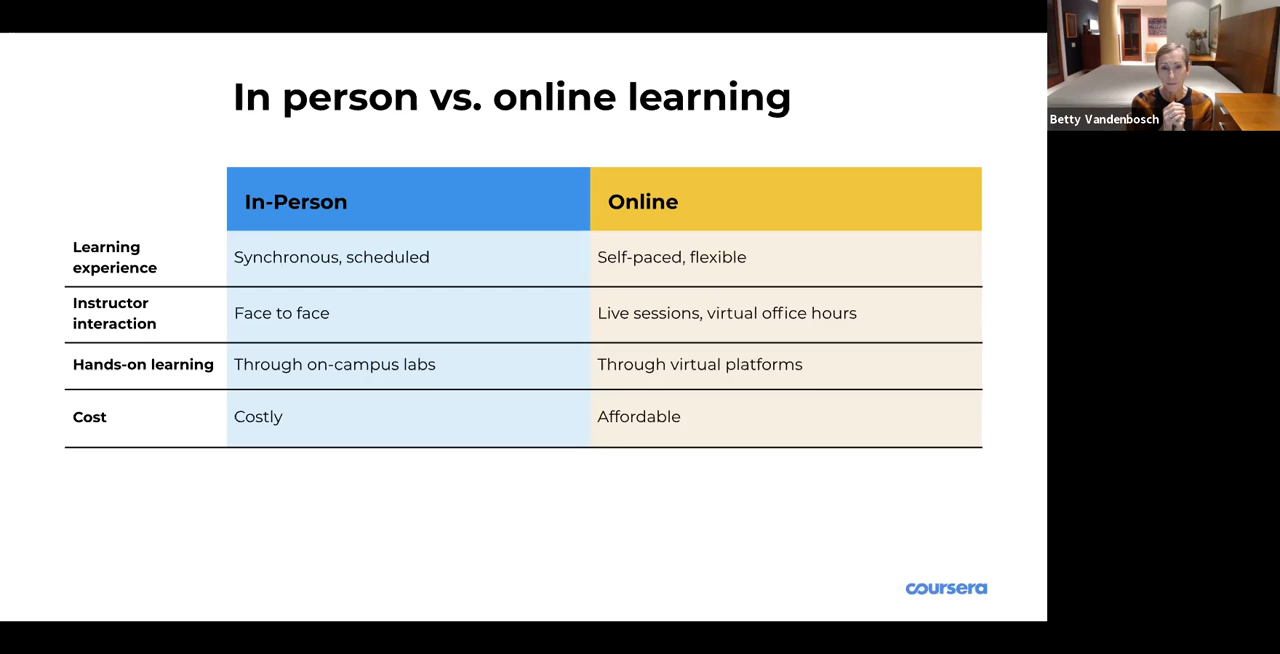 In person vs. online learning
In-Person
Online
Learning
experience
Synchronous, scheduled
Self-paced, flexible
Instructor
interaction
Face to face
Live sessions, virtual office hours
Hands-on learning
Through on-campus labs
Through virtual platforms
Cost
Costly
Affordable
coursera
Betty Vandenbosch